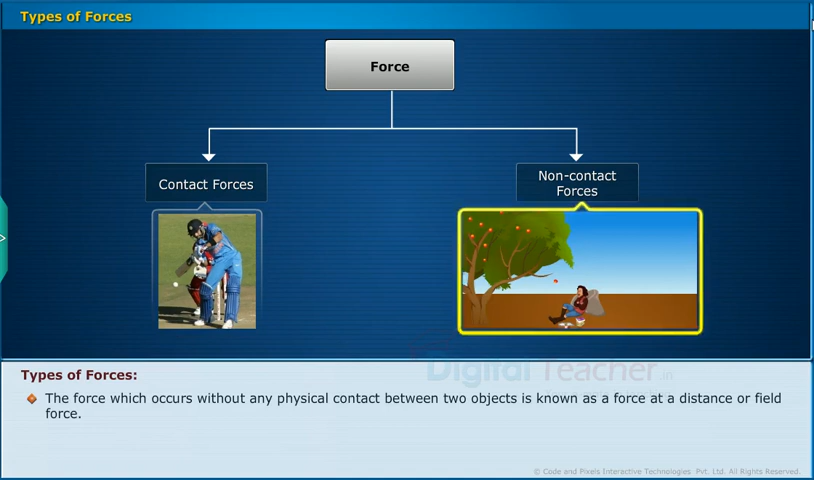 Types of Forces
Force
Contact Forces
Non-contact
Forces
Digital Teacher.in
Types of Forces:
The force which occurs without any physical contact between two objects is known as a force at a distance or field
force.
© Code and Pixels Interactive Technologies. Pvt. Ltd. All Rights Reserved.